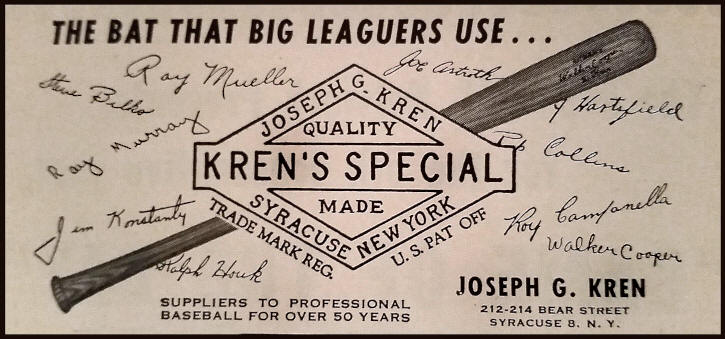 THE BAT THAT BIG LEAGUERS USE...
Ray Mueller
Joe Astroth
Steve Bilko
Ray Murray
Hartsfield
Rip Collins
JOSEPH G. KREN
QUALITY
KREN'S SPECIAL
MADE
SYRACUSE NEW YORK
TRADE MARK REG.
U.S. PAT OFF
Jim Konstanty
Roy Campanella
Walker Cooper
Ralph Houk
SUPPLIERS TO PROFESSIONAL
BASEBALL FOR OVER 50 YEARS
JOSEPH G. KREN
212-214 BEAR STREET
SYRACUSE 8, N. Y.